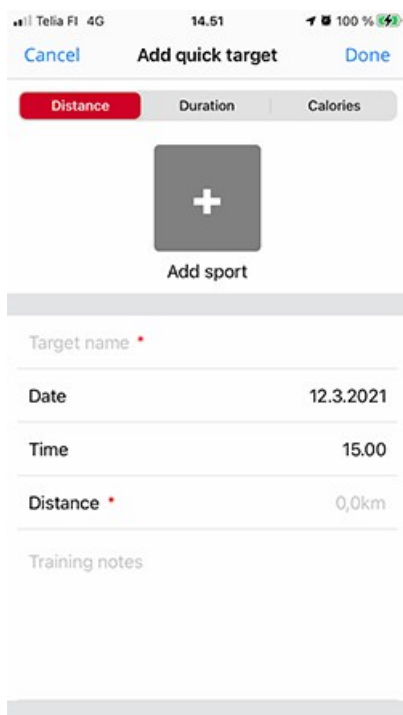 Telia FI 4G 14.51 100 %
Cancel Add quick target Done
Distance Duration Calories
Add sport
Target name *
Date 12.3.2021
Time 15.00
Distance * 0,0km
Training notes